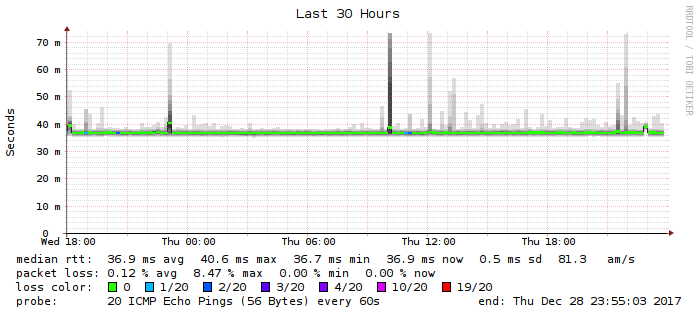 Last 30 Hours
RRDTOOL / TOBI OETIKER
Seconds
70 m
60 m
50 m
40 m
30 m
20 m
10 m
0
Wed 18:00 Thu 00:00 Thu 06:00 Thu 12:00 Thu 18:00
median rtt: 36.9 ms avg 40.6 ms max 36.7 ms min 36.9 ms now 0.5 ms sd 81.3 am/s
packet loss: 0.12 % avg 8.47 % max 0.00 % min 0.00 % now
loss color: 0 1/20 2/20 3/20 4/20 10/20 19/20
probe: 20 ICMP Echo Pings (56 Bytes) every 60s end: Thu Dec 28 23:55:03 2017